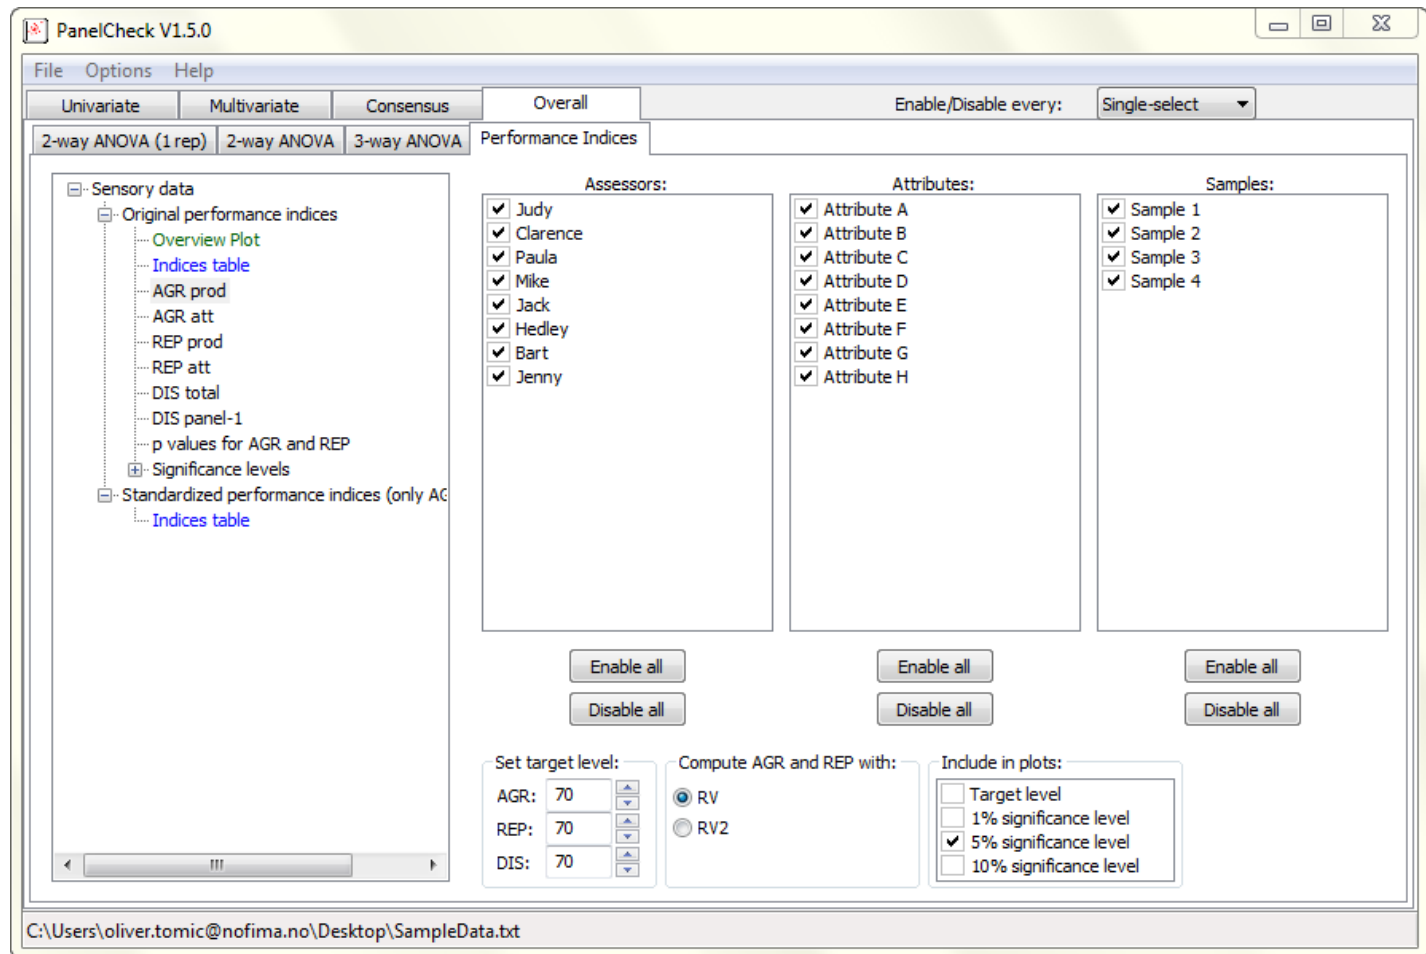 PanelCheck V1.5.0
File Options Help
Univariate Multivariate Consensus Overall Enable/Disable every: Single-select
2-way ANOVA (1 rep) 2-way ANOVA 3-way ANOVA Performance Indices
Sensory data
Original performance indices
Overview Plot
Indices table
AGR prod
AGR att
REP prod
REP att
DIS total
DIS panel-1
p values for AGR and REP
Significance levels
Standardized performance indices (only AG
Indices table
Assessors:
Judy
Clarence
Paula
Mike
Jack
Hedley
Bart
Jenny
Enable all
Disable all
Attributes:
Attribute A
Attribute B
Attribute C
Attribute D
Attribute E
Attribute F
Attribute G
Attribute H
Enable all
Disable all
Samples:
Sample 1
Sample 2
Sample 3
Sample 4
Enable all
Disable all
Set target level:
AGR: 70
REP: 70
DIS: 70
Compute AGR and REP with:
RV
RV2
Include in plots:
Target level
1% significance level
5% significance level
10% significance level
C:\Users\oliver.tomic@nofima.no\Desktop\SampleData.txt